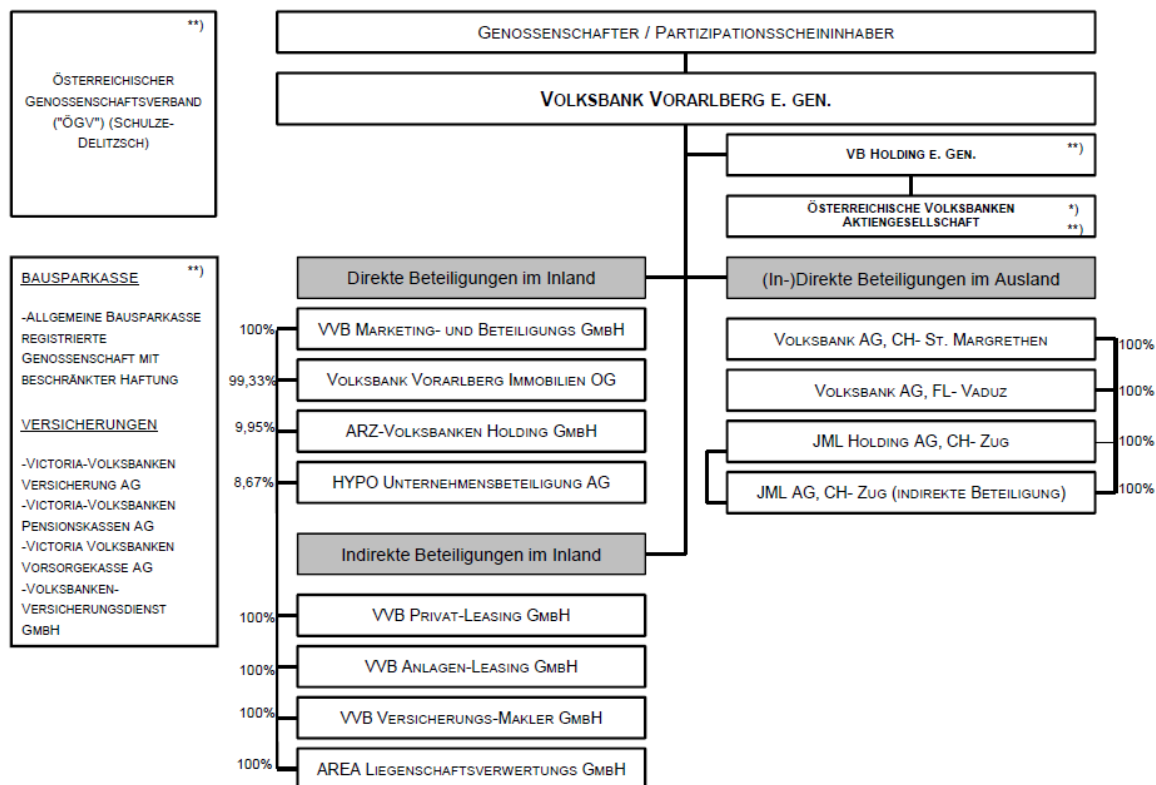 **)
ÖSTERREICHISCHER
GENOSSENSCHAFTSVERBAND
("ÖGV") (SCHULZE-
DELITZSCH)
GENOSSENSCHAFTER / PARTIZIPATIONSSCHEININHABER
VOLKSBANK VORARLBERG E. GEN.
VB HOLDING E. GEN. **)
ÖSTERREICHISCHE VOLKSBANKEN *)
AKTIENGESELLSCHAFT **)
BAUSPARKASSE **)
-ALLGEMEINE BAUSPARKASSE
REGISTRIERTE
GENOSSENSCHAFT MIT
BESCHRÄNKTER HAFTUNG
VERSICHERUNGEN
-VICTORIA-VOLKSBANKEN
VERSICHERUNG AG
-VICTORIA-VOLKSBANKEN
PENSIONSKASSEN AG
-VICTORIA VOLKSBANKEN
VORSORGEKASSE AG
-VOLKSBANKEN-
VERSICHERUNGSDIENST
GMBH
Direkte Beteiligungen im Inland
100% VVB MARKETING- UND BETEILIGUNGS GMBH
99,33% VOLKSBANK VORARLBERG IMMOBILIEN OG
9,95% ARZ-VOLKSBANKEN HOLDING GMBH
8,67% HYPO UNTERNEHMENSBETEILIGUNG AG
Indirekte Beteiligungen im Inland
100% VVB PRIVAT-LEASING GMBH
100% VVB ANLAGEN-LEASING GMBH
100% VVB VERSICHERUNGS-MAKLER GMBH
100% AREA LIEGENSCHAFTSVERWERTUNGS GMBH
(In-)Direkte Beteiligungen im Ausland
VOLKSBANK AG, CH- ST. MARGRETHEN 100%
VOLKSBANK AG, FL- VADUZ 100%
JML HOLDING AG, CH- ZUG 100%
JML AG, CH- ZUG (INDIREKTE BETEILIGUNG) 100%